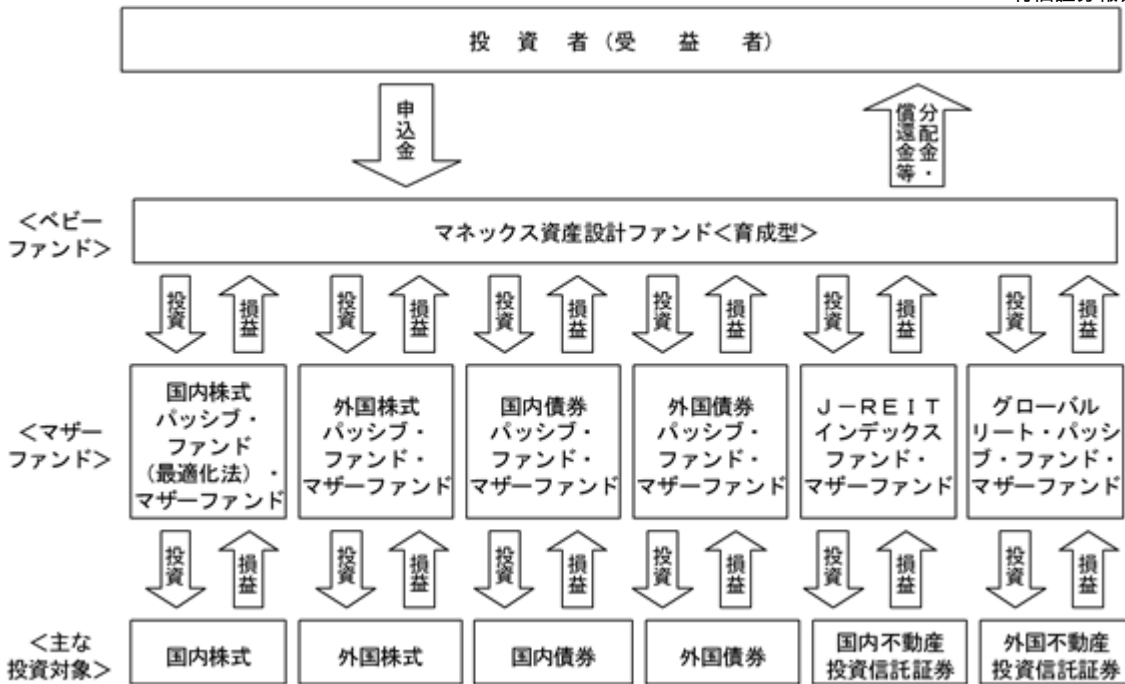 投 資 者（受 益 者）
申込金
分配金・
償還金等
＜ベビー
ファンド＞
マネックス資産設計ファンド＜育成型＞
投資
損益
投資
損益
投資
損益
投資
損益
投資
損益
投資
損益
＜マザー
ファンド＞
国内株式
パッシブ・
ファンド
（最適化法）・
マザーファンド
外国株式
パッシブ・
ファンド・
マザーファンド
国内債券
パッシブ・
ファンド・
マザーファンド
外国債券
パッシブ・
ファンド・
マザーファンド
Ｊ－ＲＥＩＴ
インデックス
ファンド・
マザーファンド
グローバル
リート・パッシ
ブ・ファンド・
マザーファンド
投資
損益
投資
損益
投資
損益
投資
損益
投資
損益
投資
損益
＜主な
投資対象＞
国内株式
外国株式
国内債券
外国債券
国内不動産
投資信託証券
外国不動産
投資信託証券